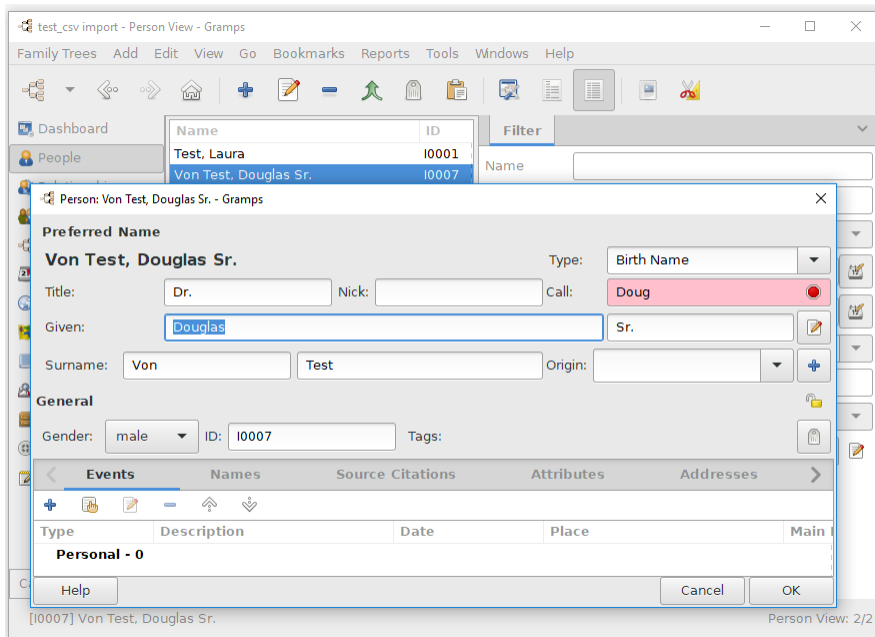 test_csv import - Person View - Gramps
Family Trees Add Edit View Go Bookmarks Reports Tools Windows Help
Dashboard
People
Name ID
Test, Laura I0001
Von Test, Douglas Sr. I0007
Filter
Name
Person: Von Test, Douglas Sr. - Gramps
Preferred Name
Von Test, Douglas Sr.
Type: Birth Name
Title: Dr. Nick: Call: Doug
Given: Douglas Sr.
Surname: Von Test Origin:
General
Gender: male ID: I0007 Tags:
Events Names Source Citations Attributes Addresses
Type Description Date Place Main
Personal - 0
Help Cancel OK
[I0007] Von Test, Douglas Sr. Person View: 2/2